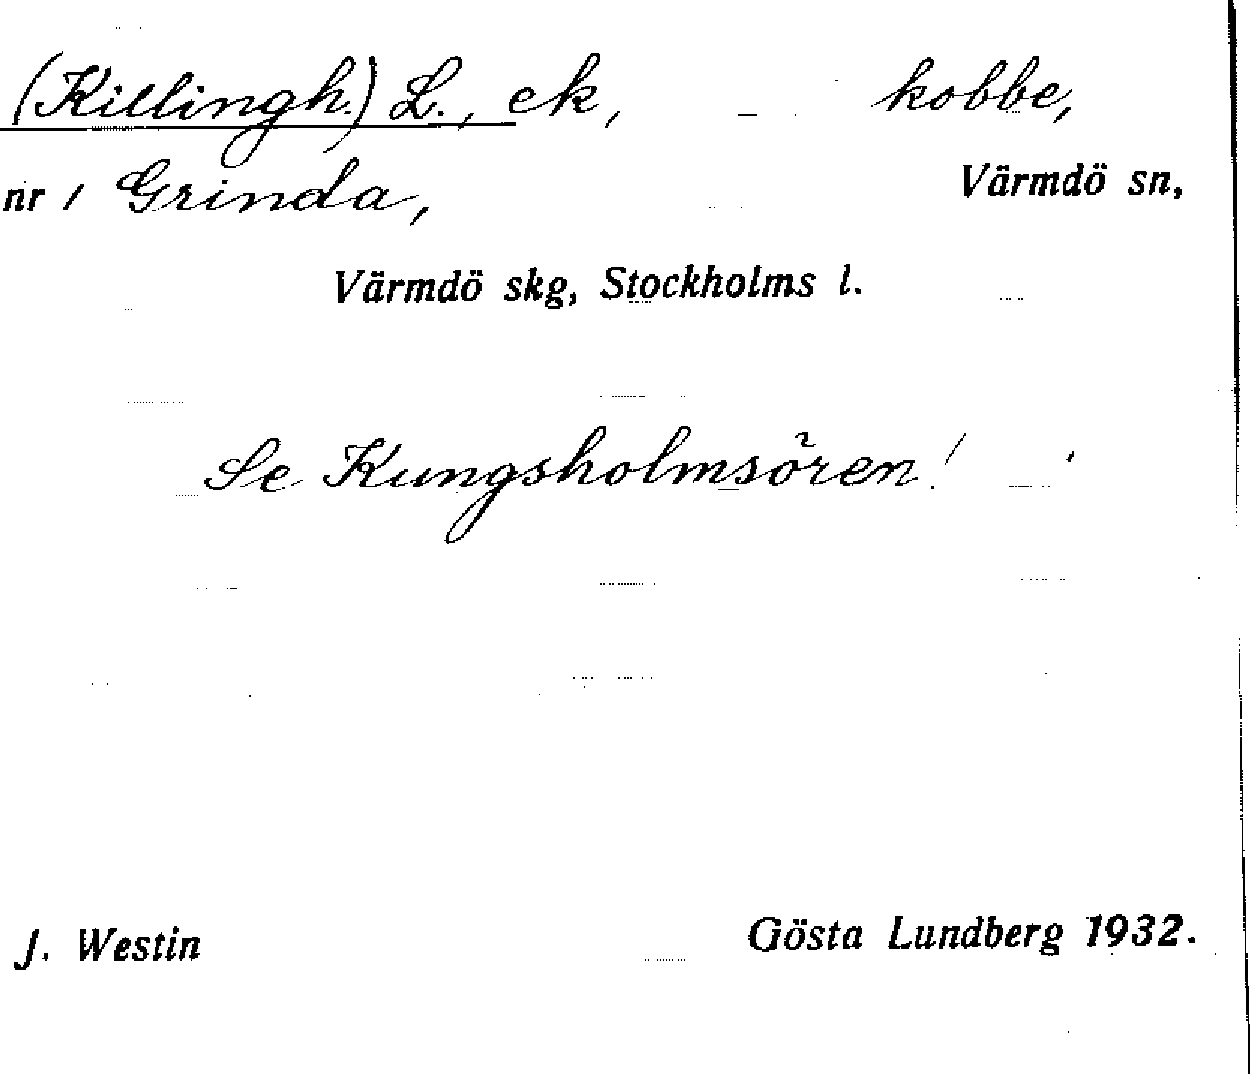 (Killingh.) L., ek, kobbe,
nr 1 Grinda, Värmdö sn,
Värmdö skg, Stockholms l.
Se Kungsholmsören!
J. Westin Gösta Lundberg 1932.